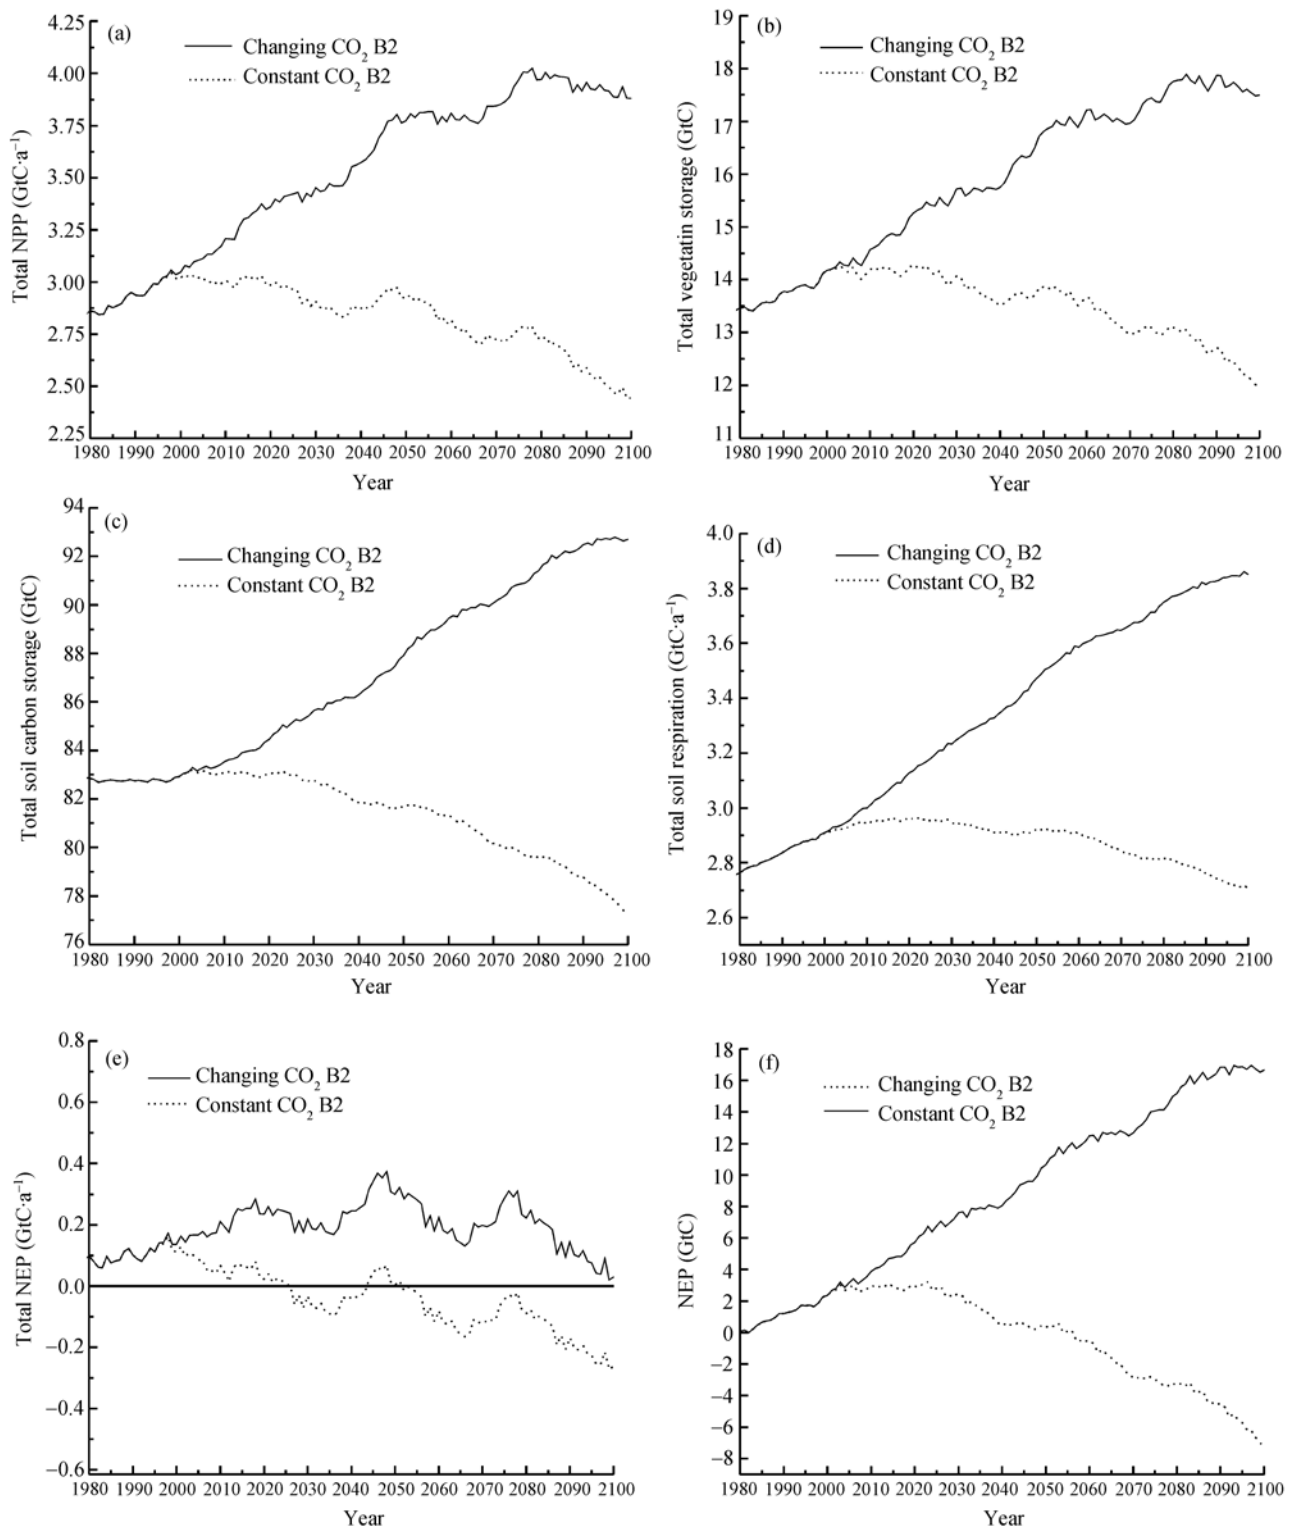 (a)
Changing CO2 B2
Constant CO2 B2
4.25
4.00
3.75
3.50
3.25
3.00
2.75
2.50
2.25
Total NPP (GtC·a−1)
1980 1990 2000 2010 2020 2030 2040 2050 2060 2070 2080 2090 2100
Year
(b)
Changing CO2 B2
Constant CO2 B2
19
18
17
16
15
14
13
12
11
Total vegetatin storage (GtC)
1980 1990 2000 2010 2020 2030 2040 2050 2060 2070 2080 2090 2100
Year
(c)
Changing CO2 B2
Constant CO2 B2
94
92
90
88
86
84
82
80
78
76
Total soil carbon storage (GtC)
1980 1990 2000 2010 2020 2030 2040 2050 2060 2070 2080 2090 2100
Year
(d)
Changing CO2 B2
Constant CO2 B2
4.0
3.8
3.6
3.4
3.2
3.0
2.8
2.6
Total soil respiration (GtC·a−1)
1980 1990 2000 2010 2020 2030 2040 2050 2060 2070 2080 2090 2100
Year
(e)
Changing CO2 B2
Constant CO2 B2
0.8
0.6
0.4
0.2
0.0
−0.2
−0.4
−0.6
Total NEP (GtC·a−1)
1980 1990 2000 2010 2020 2030 2040 2050 2060 2070 2080 2090 2100
Year
(f)
Changing CO2 B2
Constant CO2 B2
18
16
14
12
10
8
6
4
2
0
−2
−4
−6
−8
NEP (GtC)
1980 1990 2000 2010 2020 2030 2040 2050 2060 2070 2080 2090 2100
Year